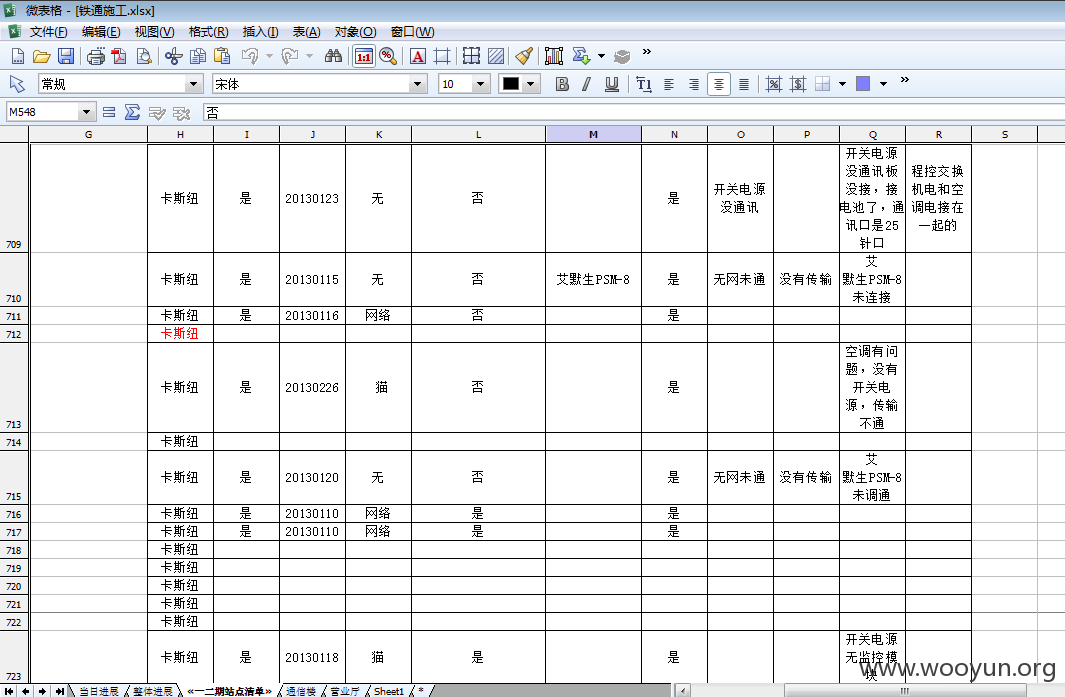 微表格 - [铁通施工.xlsx]
文件(F) 编辑(E) 视图(V) 格式(R) 插入(I) 表(A) 对象(O) 窗口(W)
常规 宋体 10
M548 否
G H I J K L M N O P Q R S
709 卡斯纽 是 20130123 无 否 是 开关电源
没通讯 开关电源
没通讯板
没接，接
电池了，通
讯口是25
针口 程控交换
机电和空
调电接在
一起的
710 卡斯纽 是 20130115 无 否 艾默生PSM-8 是 无网未通 没有传输 艾
默生PSM-8
未连接
711 卡斯纽 是 20130116 网络 否 是
712 卡斯纽
713 卡斯纽 是 20130226 猫 否 是 空调有问
题，没有
开关电
源，传输
不通
714 卡斯纽
715 卡斯纽 是 20130120 无 否 是 无网未通 没有传输 艾
默生PSM-8
未调通
716 卡斯纽 是 20130110 网络 是 是
717 卡斯纽 是 20130110 网络 是 是
718 卡斯纽
719 卡斯纽
720 卡斯纽
721 卡斯纽
722 卡斯纽
723 卡斯纽 是 20130118 猫 是 是 开关电源
无监控模
块
www.wooyun.org
当日进展 整体进展 «一二期站点清单» 通信楼 营业厅 Sheet1 *